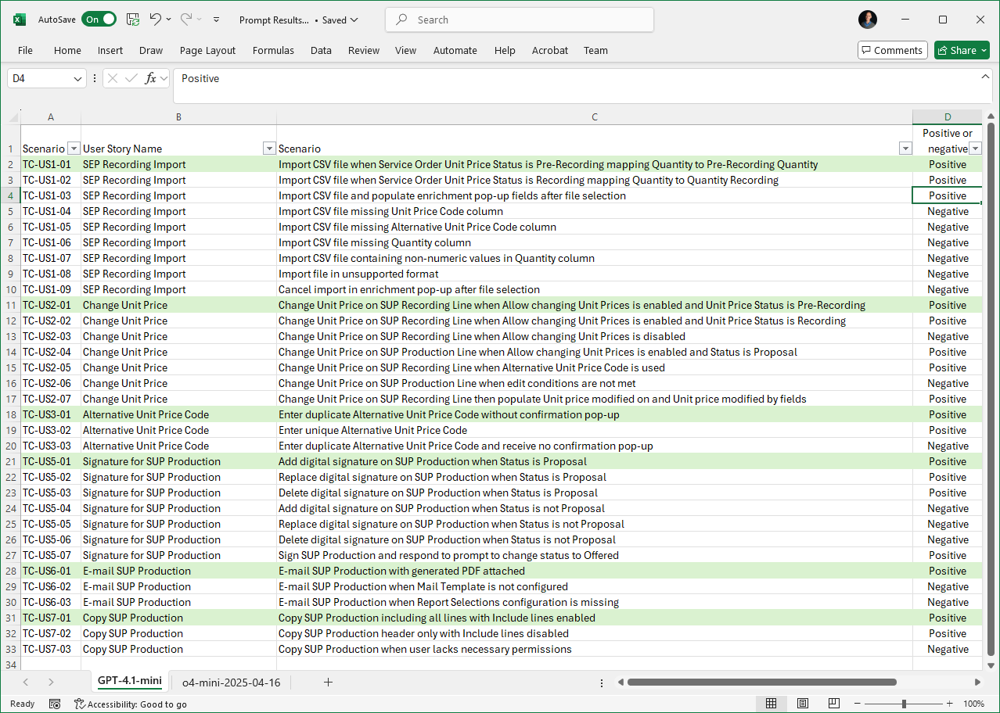 AutoSave On Prompt Results... • Saved Search
File Home Insert Draw Page Layout Formulas Data Review View Automate Help Acrobat Team Comments Share
D4 fx Positive
A B C D
Positive or
1 Scenario User Story Name Scenario negative
2 TC-US1-01 SEP Recording Import Import CSV file when Service Order Unit Price Status is Pre-Recording mapping Quantity to Pre-Recording Quantity Positive
3 TC-US1-02 SEP Recording Import Import CSV file when Service Order Unit Price Status is Recording mapping Quantity to Quantity Recording Positive
4 TC-US1-03 SEP Recording Import Import CSV file and populate enrichment pop-up fields after file selection Positive
5 TC-US1-04 SEP Recording Import Import CSV file missing Unit Price Code column Negative
6 TC-US1-05 SEP Recording Import Import CSV file missing Alternative Unit Price Code column Negative
7 TC-US1-06 SEP Recording Import Import CSV file missing Quantity column Negative
8 TC-US1-07 SEP Recording Import Import CSV file containing non-numeric values in Quantity column Negative
9 TC-US1-08 SEP Recording Import Import file in unsupported format Negative
10 TC-US1-09 SEP Recording Import Cancel import in enrichment pop-up after file selection Negative
11 TC-US2-01 Change Unit Price Change Unit Price on SUP Recording Line when Allow changing Unit Prices is enabled and Unit Price Status is Pre-Recording Positive
12 TC-US2-02 Change Unit Price Change Unit Price on SUP Recording Line when Allow changing Unit Prices is enabled and Unit Price Status is Recording Positive
13 TC-US2-03 Change Unit Price Change Unit Price on SUP Recording Line when Allow changing Unit Prices is disabled Negative
14 TC-US2-04 Change Unit Price Change Unit Price on SUP Production Line when Allow changing Unit Prices is enabled and Status is Proposal Positive
15 TC-US2-05 Change Unit Price Change Unit Price on SUP Recording Line when Alternative Unit Price Code is used Positive
16 TC-US2-06 Change Unit Price Change Unit Price on SUP Production Line when edit conditions are not met Negative
17 TC-US2-07 Change Unit Price Change Unit Price on SUP Recording Line then populate Unit price modified on and Unit price modified by fields Positive
18 TC-US3-01 Alternative Unit Price Code Enter duplicate Alternative Unit Price Code without confirmation pop-up Positive
19 TC-US3-02 Alternative Unit Price Code Enter unique Alternative Unit Price Code Positive
20 TC-US3-03 Alternative Unit Price Code Enter duplicate Alternative Unit Price Code and receive no confirmation pop-up Negative
21 TC-US5-01 Signature for SUP Production Add digital signature on SUP Production when Status is Proposal Positive
22 TC-US5-02 Signature for SUP Production Replace digital signature on SUP Production when Status is Proposal Positive
23 TC-US5-03 Signature for SUP Production Delete digital signature on SUP Production when Status is Proposal Positive
24 TC-US5-04 Signature for SUP Production Add digital signature on SUP Production when Status is not Proposal Negative
25 TC-US5-05 Signature for SUP Production Replace digital signature on SUP Production when Status is not Proposal Negative
26 TC-US5-06 Signature for SUP Production Delete digital signature on SUP Production when Status is not Proposal Negative
27 TC-US5-07 Signature for SUP Production Sign SUP Production and respond to prompt to change status to Offered Positive
28 TC-US6-01 E-mail SUP Production E-mail SUP Production with generated PDF attached Positive
29 TC-US6-02 E-mail SUP Production E-mail SUP Production when Mail Template is not configured Negative
30 TC-US6-03 E-mail SUP Production E-mail SUP Production when Report Selections configuration is missing Negative
31 TC-US7-01 Copy SUP Production Copy SUP Production including all lines with Include lines enabled Positive
32 TC-US7-02 Copy SUP Production Copy SUP Production header only with Include lines disabled Positive
33 TC-US7-03 Copy SUP Production Copy SUP Production when user lacks necessary permissions Negative
34
GPT-4.1-mini o4-mini-2025-04-16
Ready Accessibility: Good to go 100%